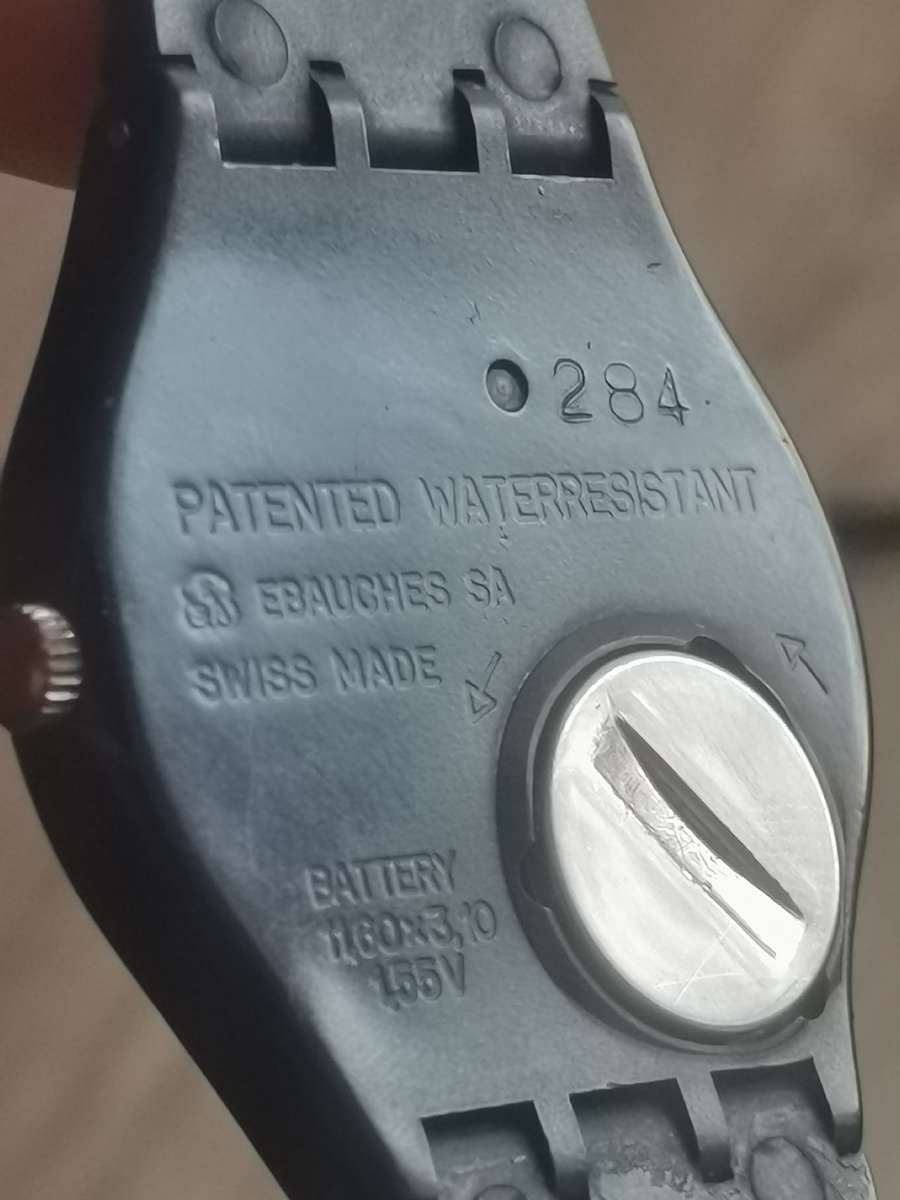 284
PATENTED WATERRESISTANT
EBAUCHES SA
SWISS MADE
BATTERY
11,60x3,10
1,55V